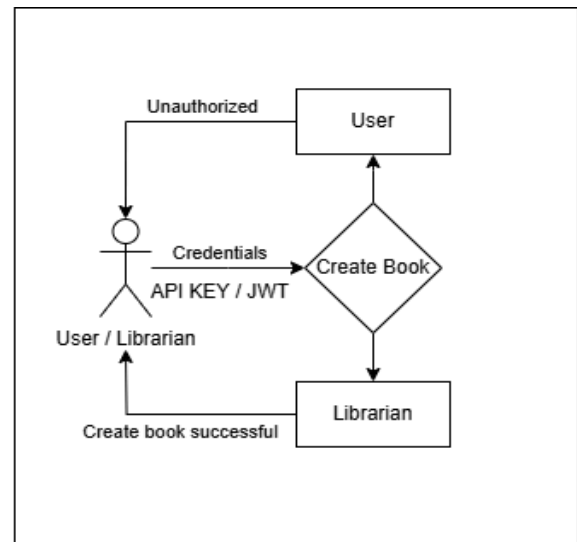 Unauthorized
User
Credentials
Create Book
API KEY / JWT
User / Librarian
Librarian
Create book successful